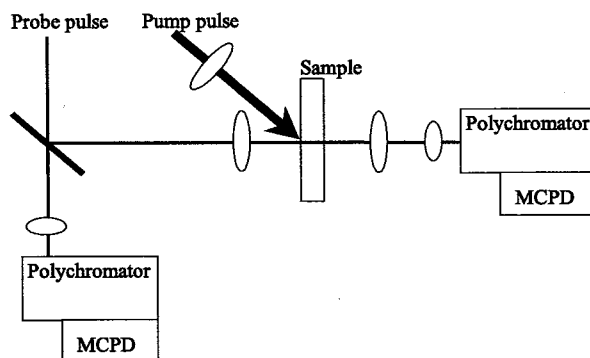 Probe pulse
Pump pulse
Sample
Polychromator
MCPD
Polychromator
MCPD